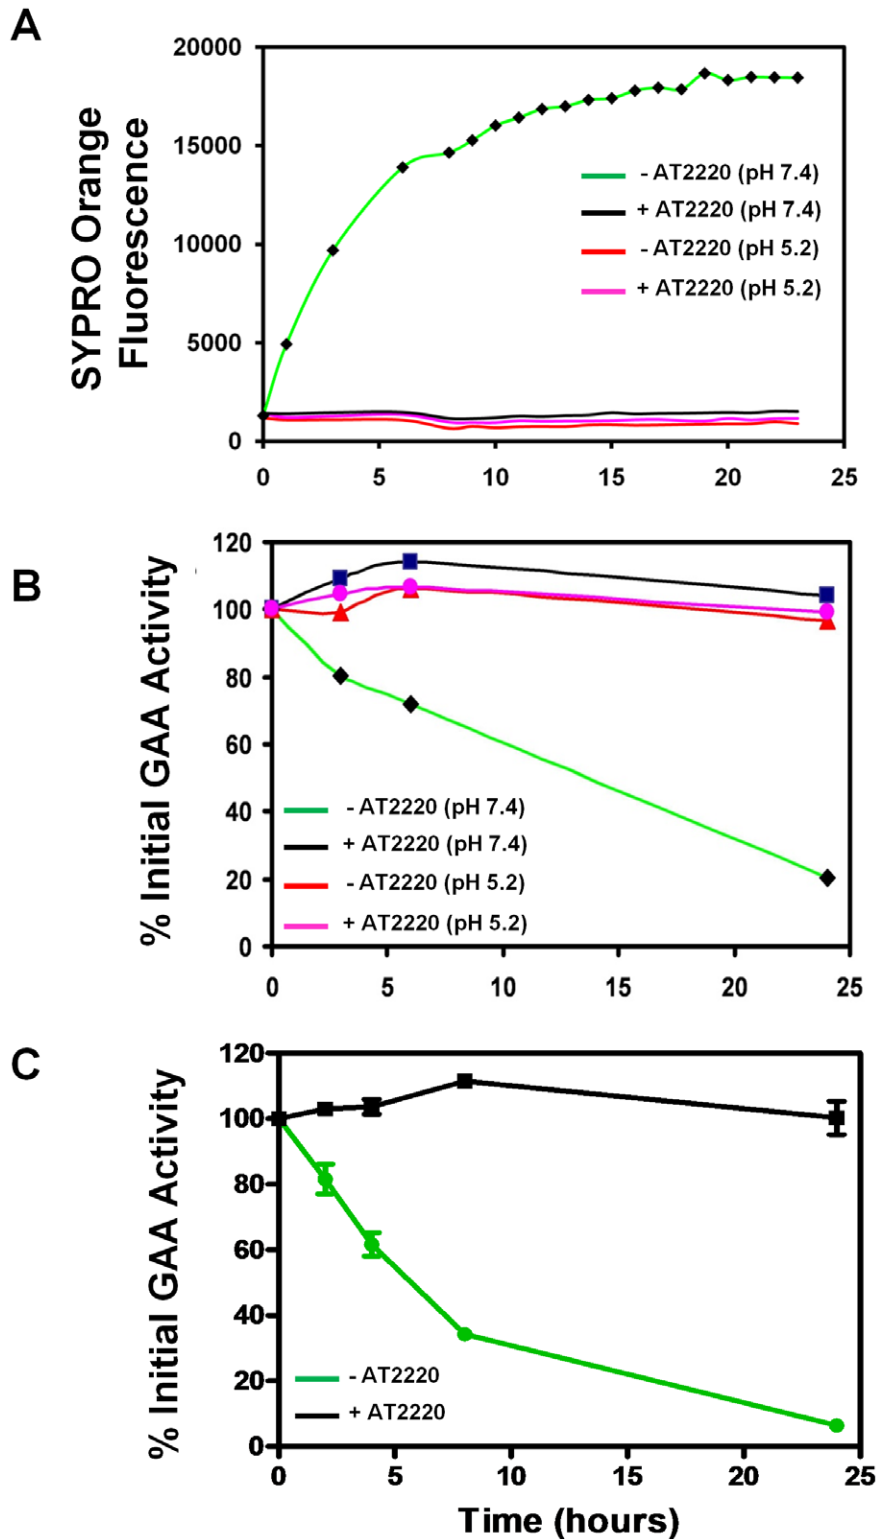 A
SYPRO Orange
Fluorescence
20000
15000
10000
5000
0
- AT2220 (pH 7.4)
+ AT2220 (pH 7.4)
- AT2220 (pH 5.2)
+ AT2220 (pH 5.2)
0 5 10 15 20 25
B
% Initial GAA Activity
120
100
80
60
40
20
0
- AT2220 (pH 7.4)
+ AT2220 (pH 7.4)
- AT2220 (pH 5.2)
+ AT2220 (pH 5.2)
0 5 10 15 20 25
C
% Initial GAA Activity
120
100
80
60
40
20
0
- AT2220
+ AT2220
0 5 10 15 20 25
Time (hours)